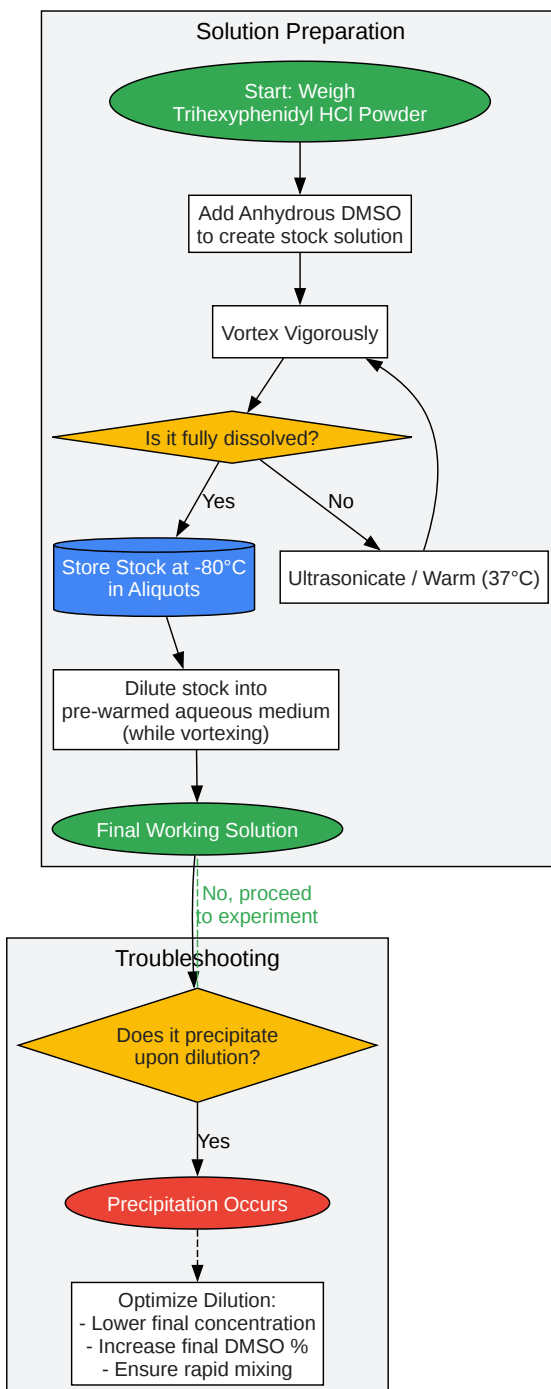 Solution Preparation
Start: Weigh
Trihexyphenidyl HCl Powder
Add Anhydrous DMSO
to create stock solution
Vortex Vigorously
Is it fully dissolved?
Yes
No
Store Stock at -80°C
in Aliquots
Ultrasonicate / Warm (37°C)
Dilute stock into
pre-warmed aqueous medium
(while vortexing)
Final Working Solution
No, proceed
to experiment
Troubleshooting
Does it precipitate
upon dilution?
Yes
Precipitation Occurs
Optimize Dilution:
- Lower final concentration
- Increase final DMSO %
- Ensure rapid mixing